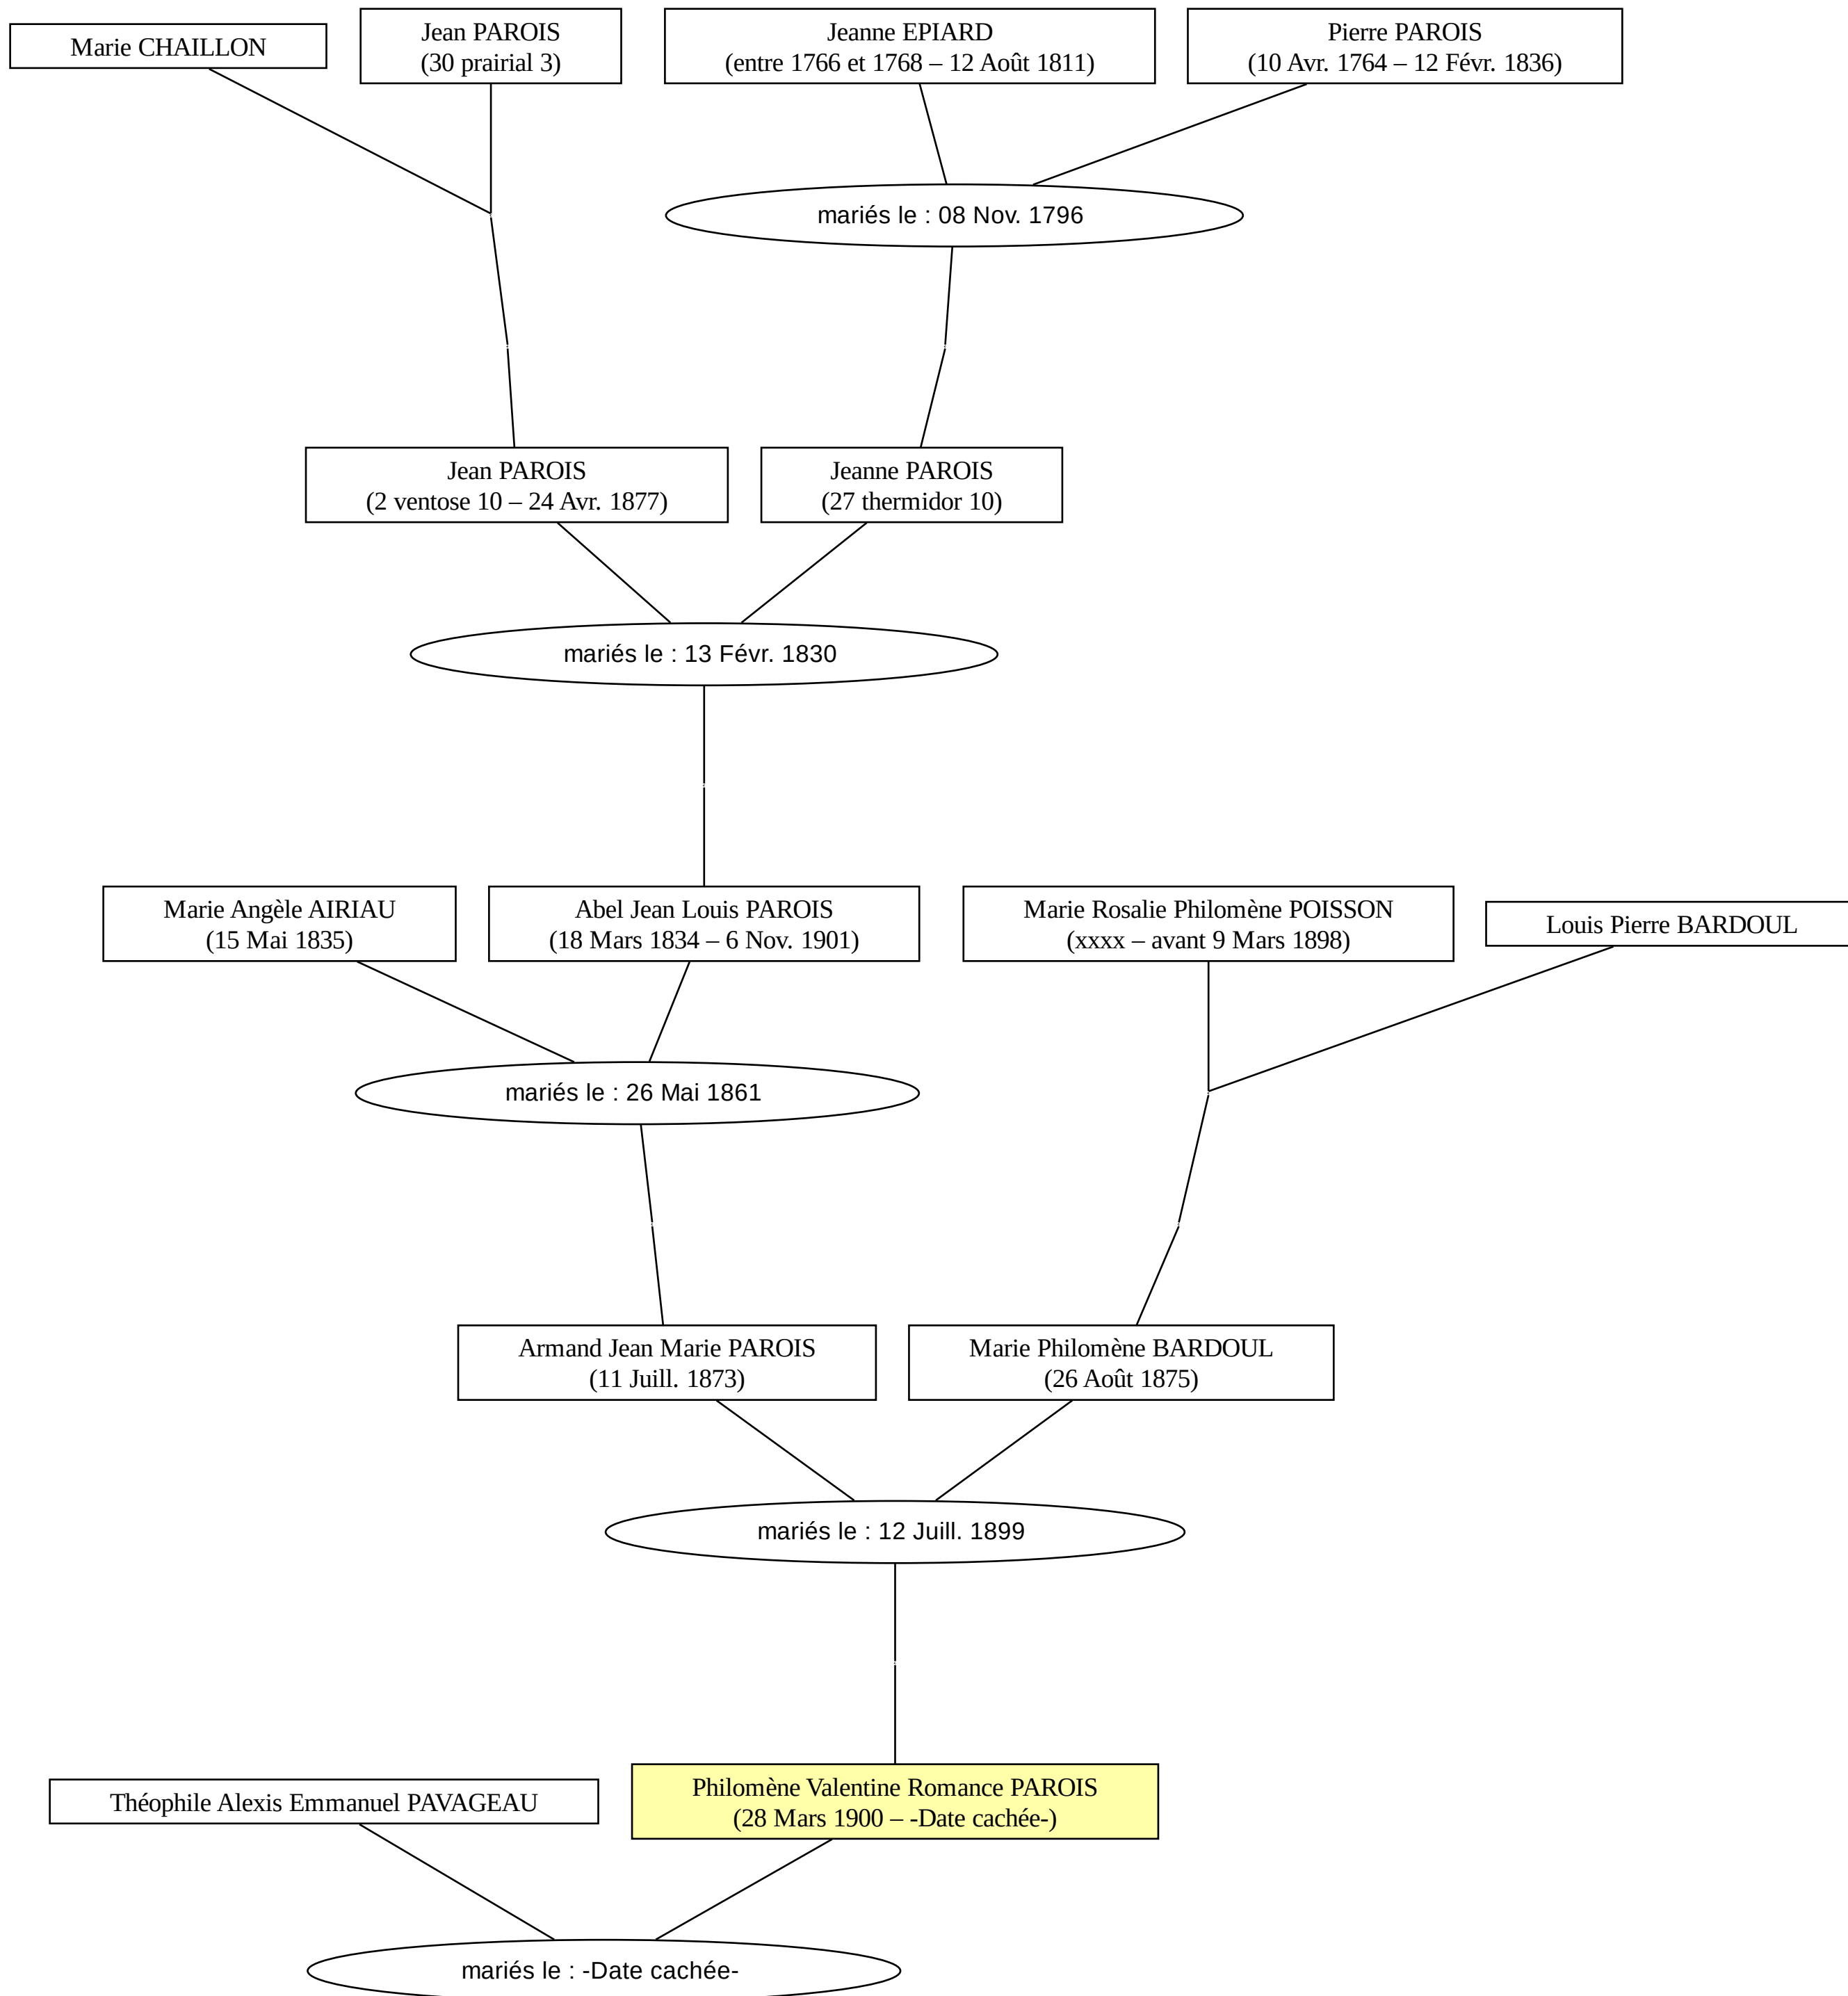 Marie CHAILLON
Jean PAROIS
(30 prairial 3)
Jeanne EPIARD
(entre 1766 et 1768 – 12 Août 1811)
Pierre PAROIS
(10 Avr. 1764 – 12 Févr. 1836)
mariés le : 08 Nov. 1796
Jean PAROIS
(2 ventose 10 – 24 Avr. 1877)
Jeanne PAROIS
(27 thermidor 10)
mariés le : 13 Févr. 1830
Marie Angèle AIRIAU
(15 Mai 1835)
Abel Jean Louis PAROIS
(18 Mars 1834 – 6 Nov. 1901)
Marie Rosalie Philomène POISSON
(xxxx – avant 9 Mars 1898)
Louis Pierre BARDOUL
mariés le : 26 Mai 1861
Armand Jean Marie PAROIS
(11 Juill. 1873)
Marie Philomène BARDOUL
(26 Août 1875)
mariés le : 12 Juill. 1899
Théophile Alexis Emmanuel PAVAGEAU
Philomène Valentine Romance PAROIS
(28 Mars 1900 – -Date cachée-)
mariés le : -Date cachée-